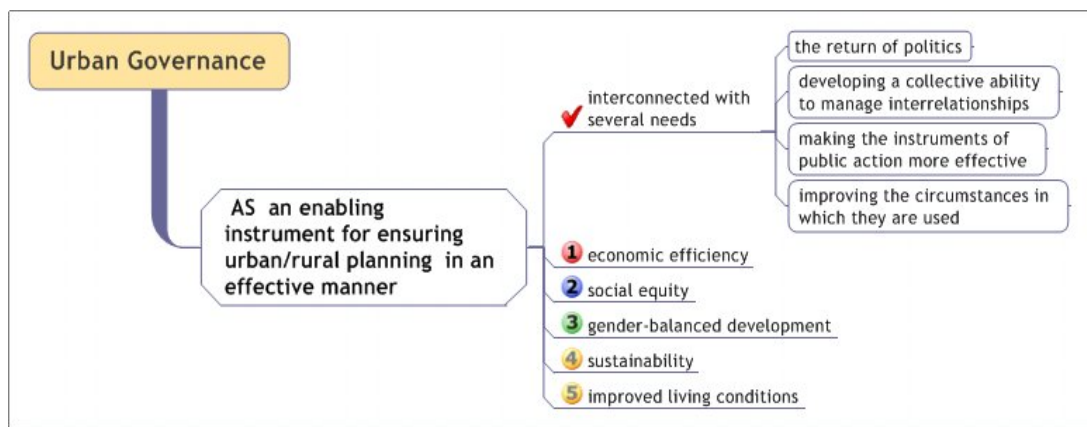 Urban Governance
the return of politics
developing a collective ability
to manage interrelationships
interconnected with
several needs
making the instruments of
public action more effective
improving the circumstances in
which they are used
AS an enabling
instrument for ensuring
urban/rural planning in an
effective manner
1 economic efficiency
2 social equity
3 gender-balanced development
4 sustainability
5 improved living conditions